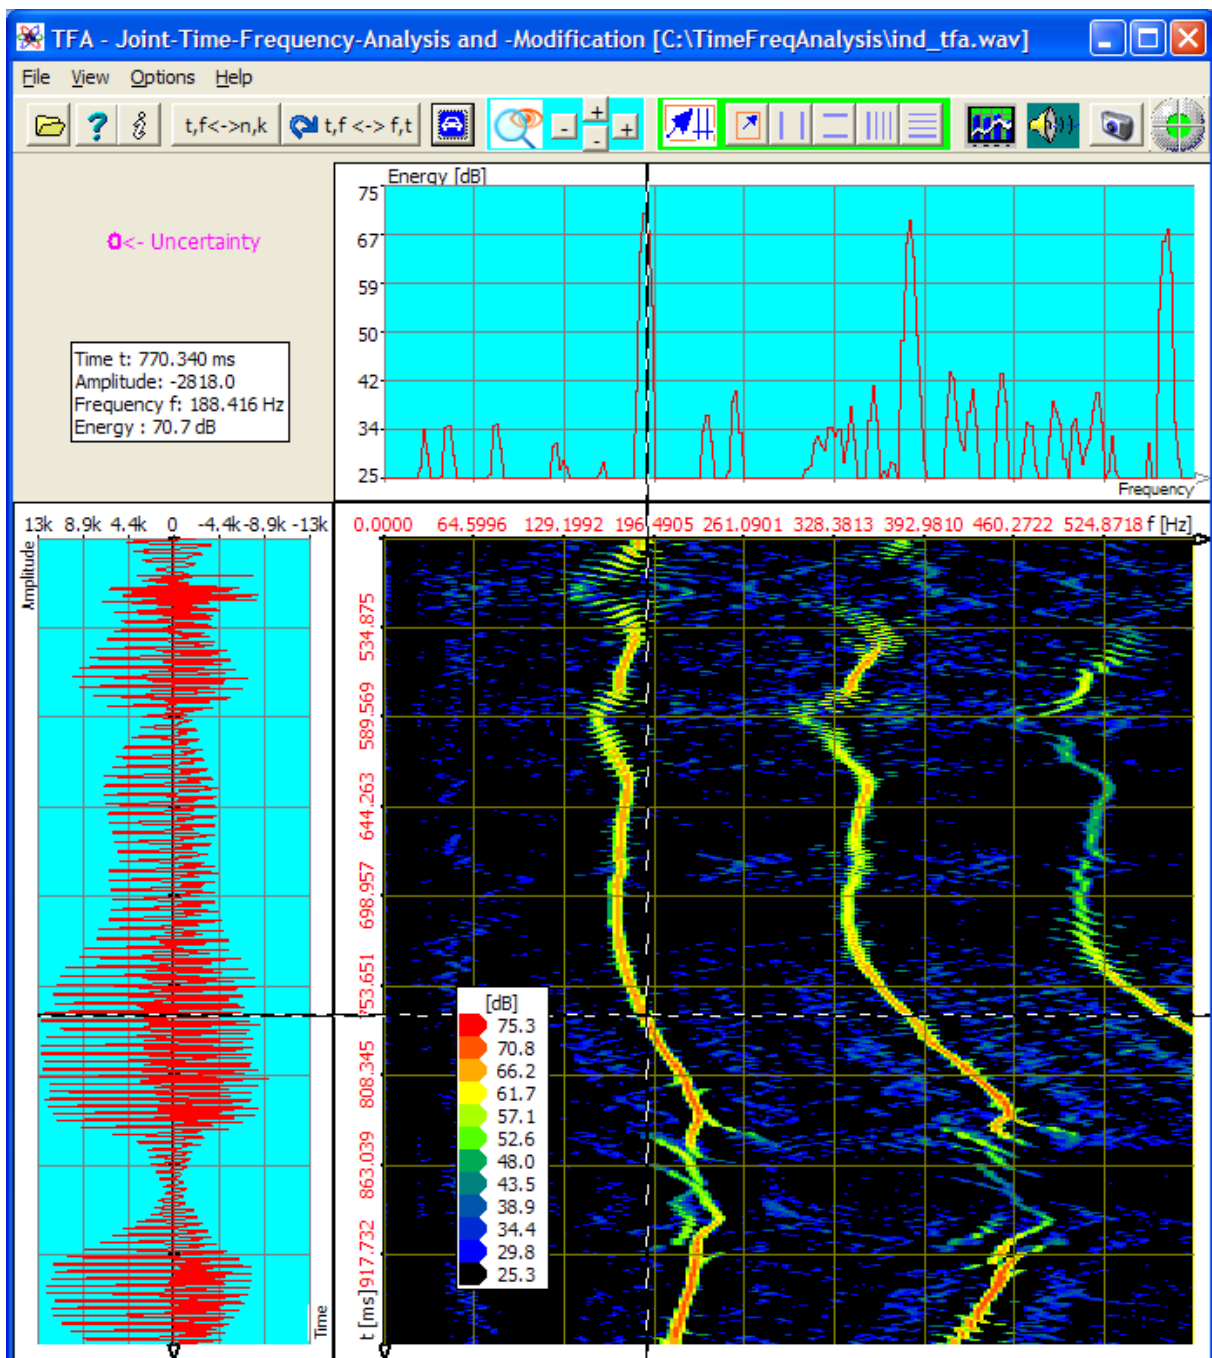 TFA - Joint-Time-Frequency-Analysis and -Modification [C:\TimeFreqAnalysis\ind_tfa.wav]
File View Options Help
t,f<->n,k t,f <-> f,t - + - +
Energy [dB]
75
67
59
50
42
34
25
Frequency
<- Uncertainty
Time t: 770.340 ms
Amplitude: -2818.0
Frequency f: 188.416 Hz
Energy : 70.7 dB
13k 8.9k 4.4k 0 -4.4k -8.9k -13k
Amplitude
Time
0.0000 64.5996 129.1992 196.4905 261.0901 328.3813 392.9810 460.2722 524.8718 f [Hz]
534.875
589.569
644.263
698.957
753.651
808.345
863.039
917.732
t [ms]
[dB]
75.3
70.8
66.2
61.7
57.1
52.6
48.0
43.5
38.9
34.4
29.8
25.3